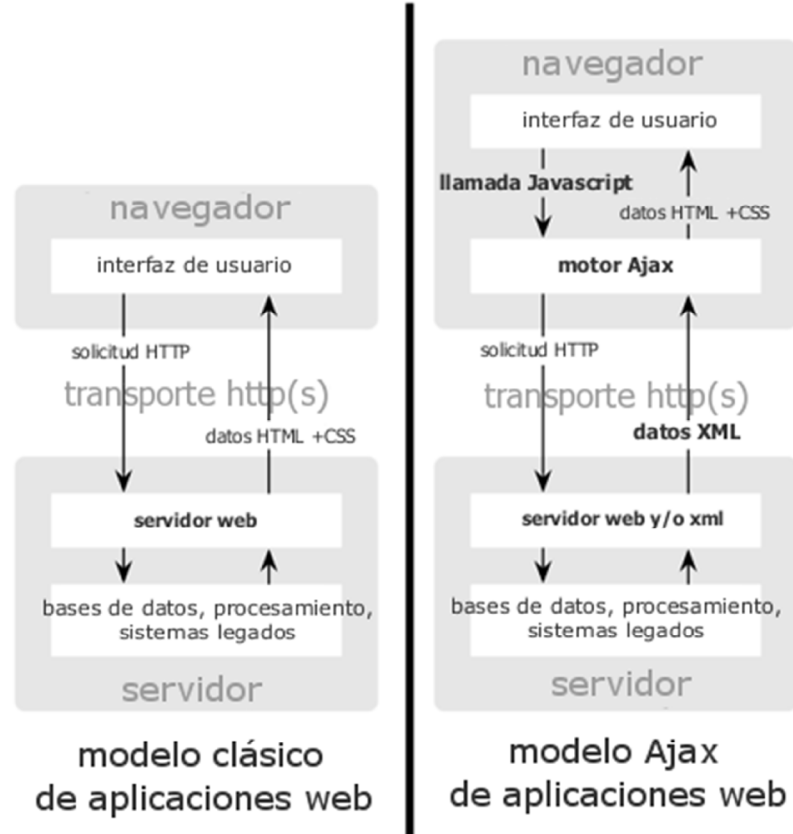 navegador
interfaz de usuario
solicitud HTTP
transporte http(s)
datos HTML +CSS
servidor web
bases de datos, procesamiento,
sistemas legados
servidor
modelo clásico
de aplicaciones web
navegador
interfaz de usuario
llamada Javascript
datos HTML +CSS
motor Ajax
solicitud HTTP
transporte http(s)
datos XML
servidor web y/o xml
bases de datos, procesamiento,
sistemas legados
servidor
modelo Ajax
de aplicaciones web